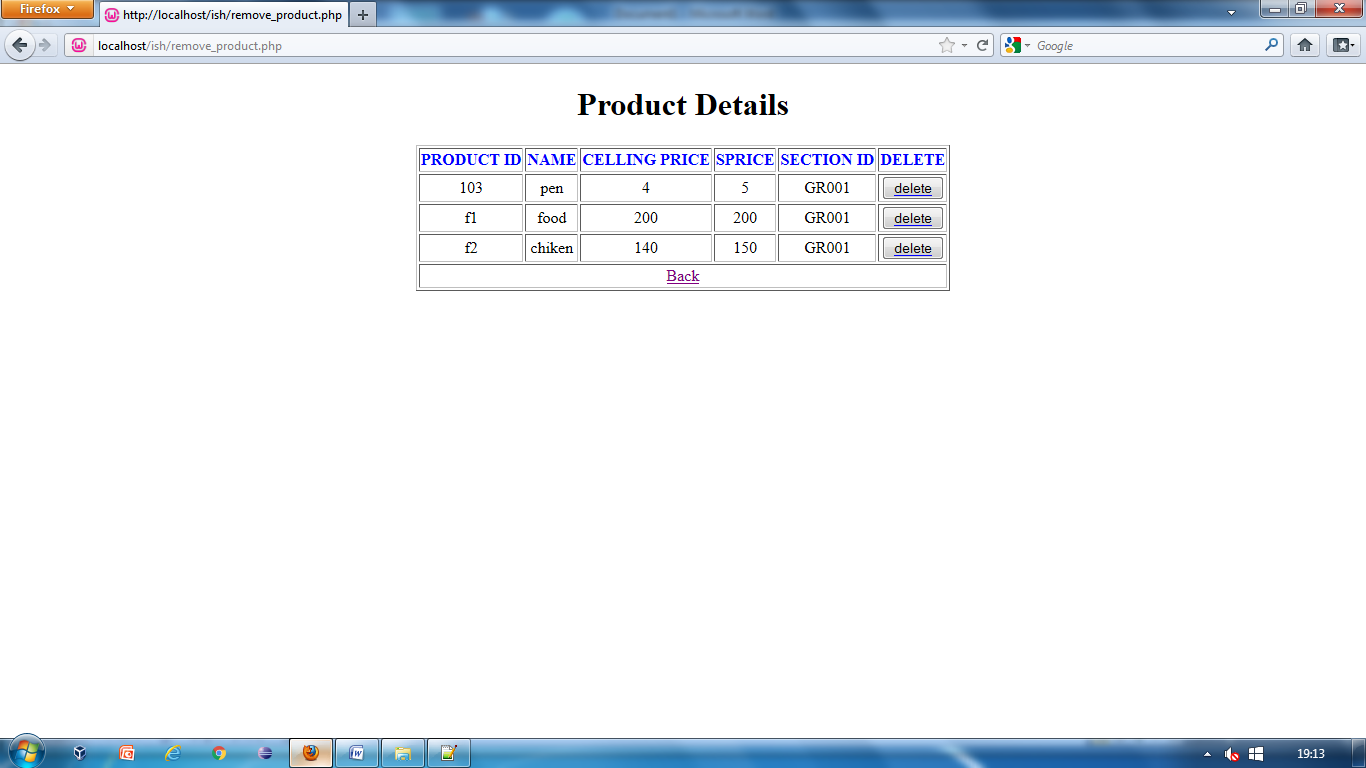 Firefox
http://localhost/ish/remove_product.php
localhost/ish/remove_product.php
Google
Product Details
PRODUCT ID NAME CELLING PRICE SPRICE SECTION ID DELETE
103 pen 4 5 GR001 delete
f1 food 200 200 GR001 delete
f2 chiken 140 150 GR001 delete
Back
19:13